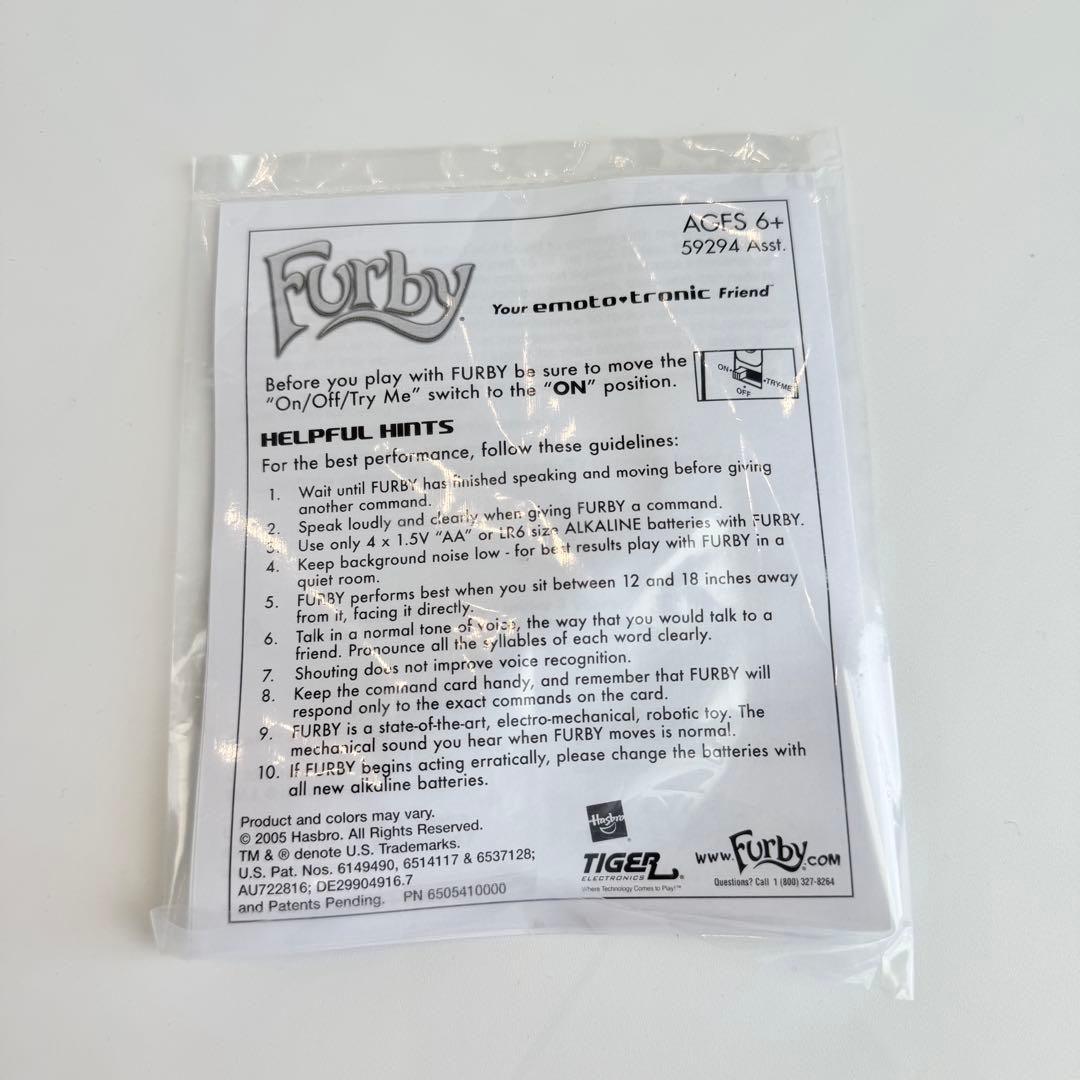 Furby
AGES 6+
59294 Asst.
Your emoto♥tronic Friend™
Before you play with FURBY be sure to move the
"On/Off/Try Me" switch to the "ON" position.
ON
OFF
TRY-ME
HELPFUL HINTS
For the best performance, follow these guidelines:
1. Wait until FURBY has finished speaking and moving before giving
another command.
2. Speak loudly and clearly when giving FURBY a command.
3. Use only 4 x 1.5V "AA" or LR6 size ALKALINE batteries with FURBY.
4. Keep background noise low - for best results play with FURBY in a
quiet room.
5. FURBY performs best when you sit between 12 and 18 inches away
from it, facing it directly.
6. Talk in a normal tone of voice, the way that you would talk to a
friend. Pronounce all the syllables of each word clearly.
7. Shouting does not improve voice recognition.
8. Keep the command card handy, and remember that FURBY will
respond only to the exact commands on the card.
9. FURBY is a state-of-the-art, electro-mechanical, robotic toy. The
mechanical sound you hear when FURBY moves is normal.
10. If FURBY begins acting erratically, please change the batteries with
all new alkaline batteries.
Product and colors may vary.
© 2005 Hasbro. All Rights Reserved.
TM & ® denote U.S. Trademarks.
U.S. Pat. Nos. 6149490, 6514117 & 6537128;
AU722816; DE29904916.7
and Patents Pending. PN 6505410000
Hasbro
TIGER®
ELECTRONICS
Where Technology Comes to Play!™
www.Furby.com
Questions? Call 1 (800) 327-8264